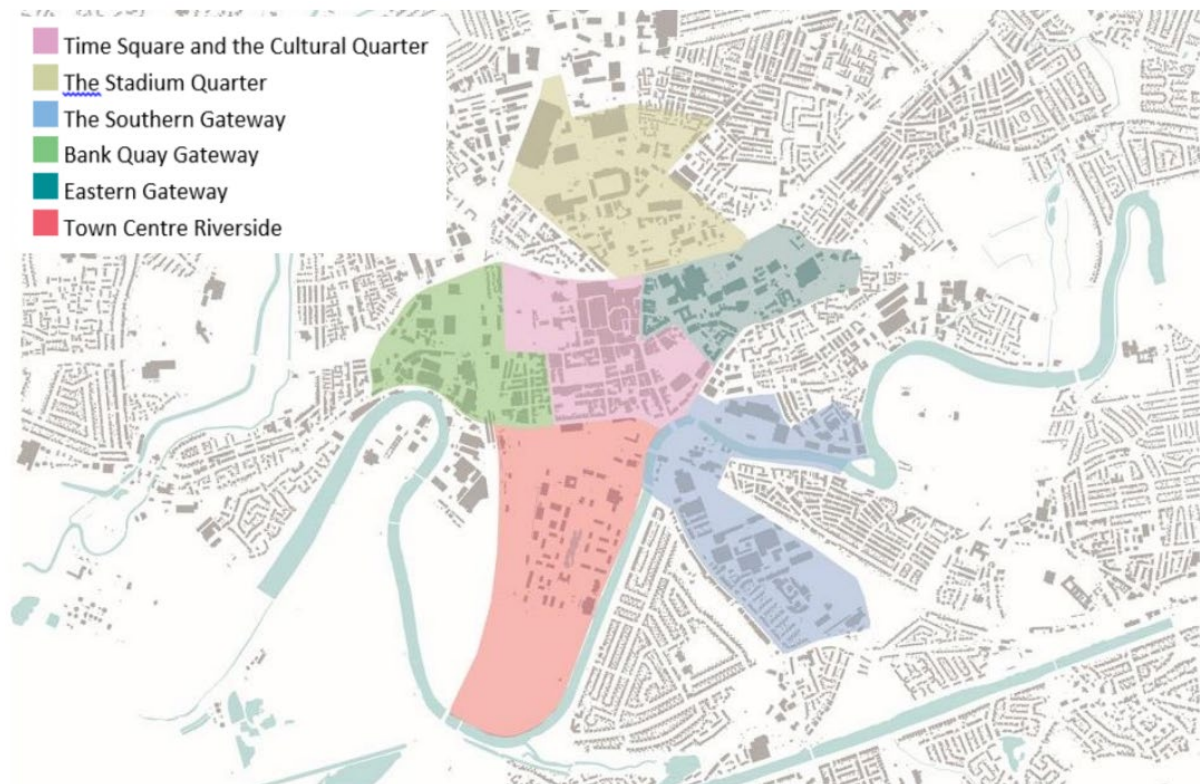 Time Square and the Cultural Quarter
The Stadium Quarter
The Southern Gateway
Bank Quay Gateway
Eastern Gateway
Town Centre Riverside